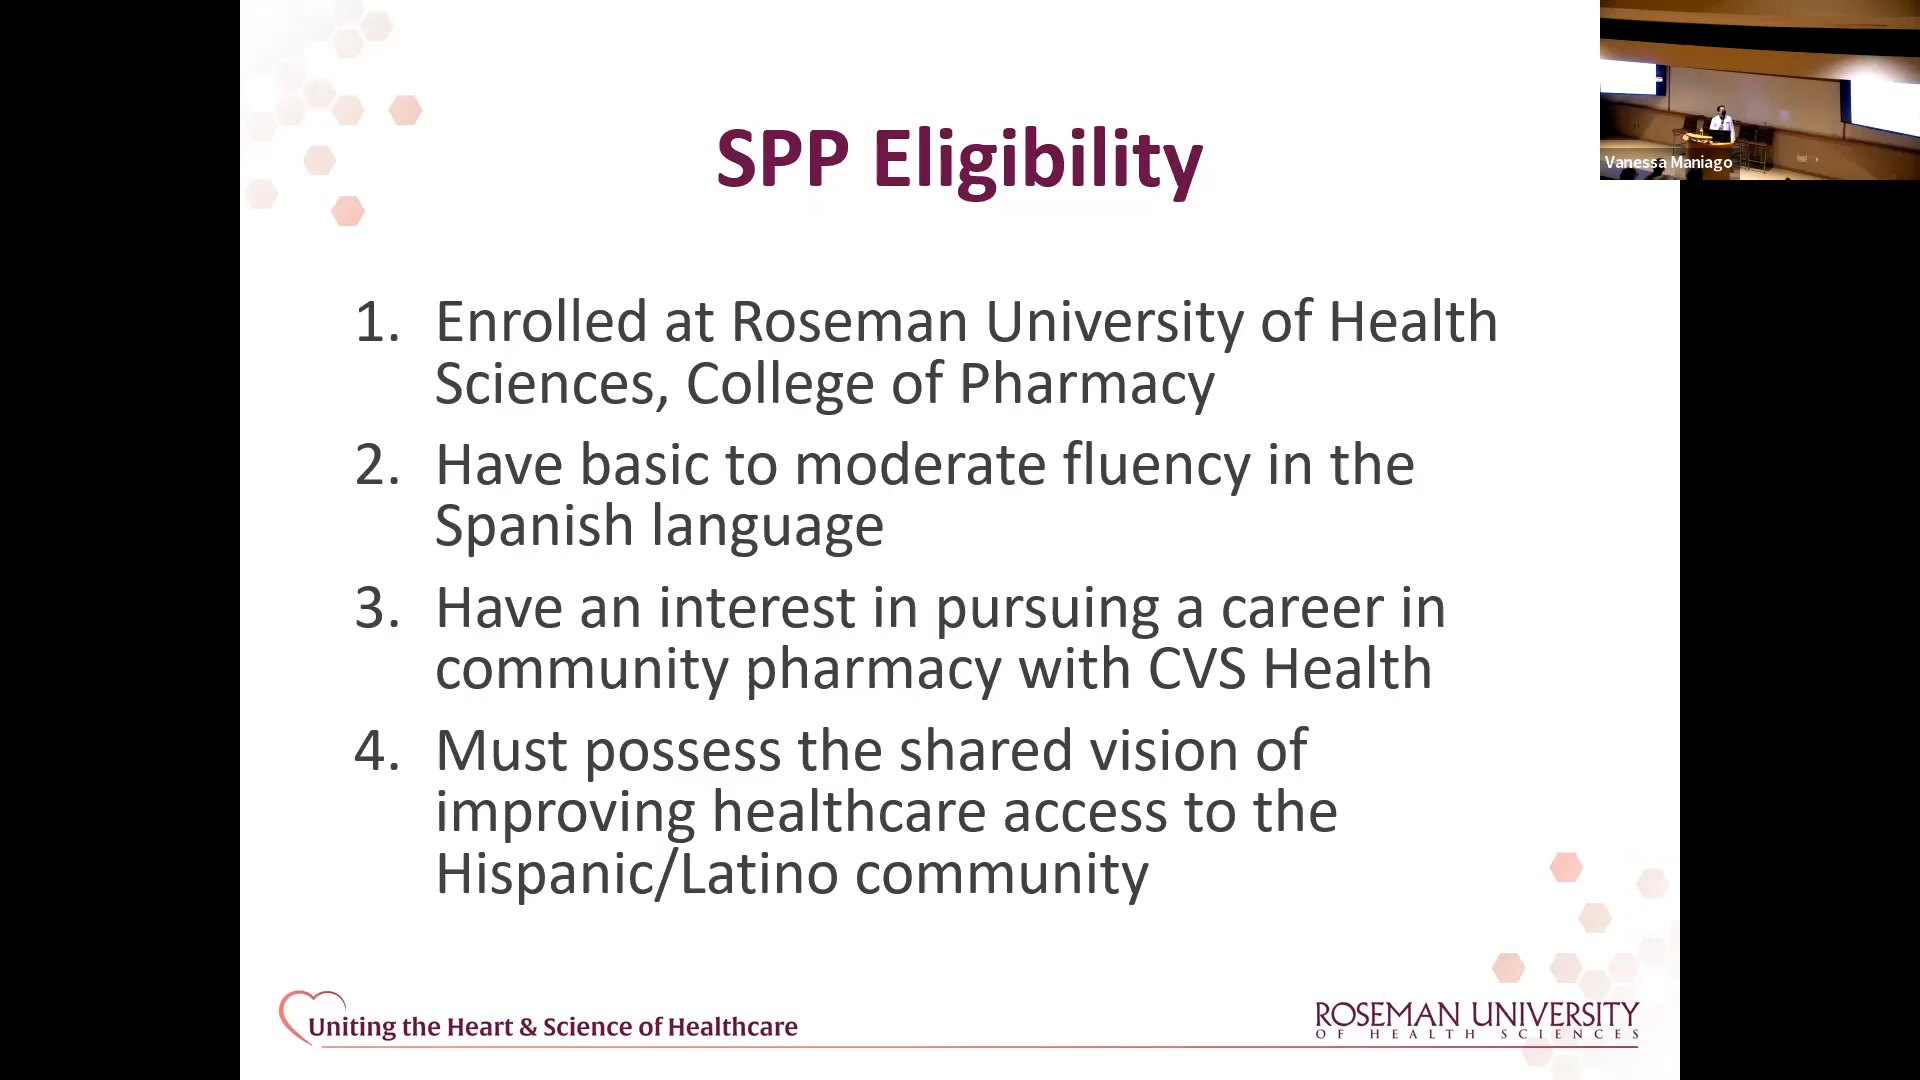 SPP Eligibility
1. Enrolled at Roseman University of Health
Sciences, College of Pharmacy
2. Have basic to moderate fluency in the
Spanish language
3. Have an interest in pursuing a career in
community pharmacy with CVS Health
4. Must possess the shared vision of
improving healthcare access to the
Hispanic/Latino community
Uniting the Heart & Science of Healthcare
ROSEMAN UNIVERSITY
OF HEALTH SCIENCES
Vanessa Maniago